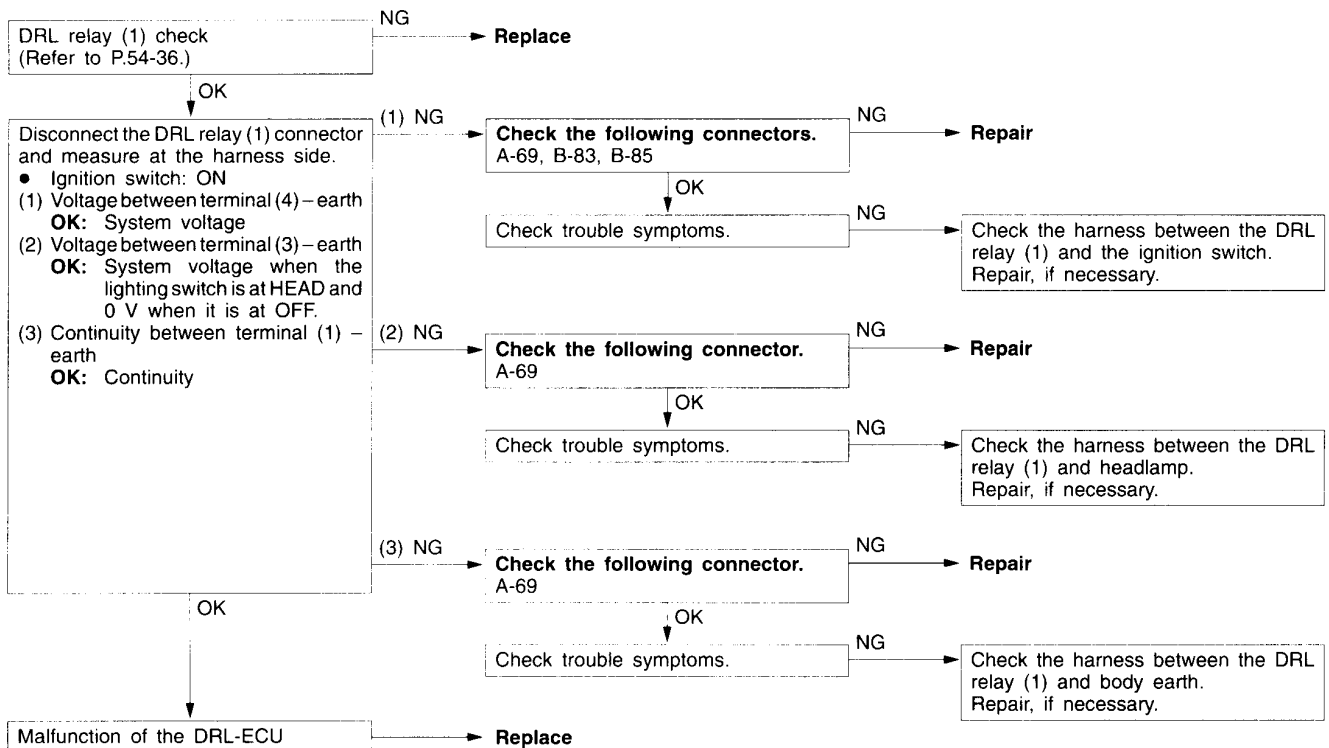 DRL relay (1) check
(Refer to P.54-36.)
NG
Replace
OK
Disconnect the DRL relay (1) connector
and measure at the harness side.
● Ignition switch: ON
(1) Voltage between terminal (4) – earth
OK: System voltage
(2) Voltage between terminal (3) – earth
OK: System voltage when the
lighting switch is at HEAD and
0 V when it is at OFF.
(3) Continuity between terminal (1) –
earth
OK: Continuity
(1) NG
Check the following connectors.
A-69, B-83, B-85
NG
Repair
OK
Check trouble symptoms.
NG
Check the harness between the DRL
relay (1) and the ignition switch.
Repair, if necessary.
(2) NG
Check the following connector.
A-69
NG
Repair
OK
Check trouble symptoms.
NG
Check the harness between the DRL
relay (1) and headlamp.
Repair, if necessary.
(3) NG
Check the following connector.
A-69
NG
Repair
OK
Check trouble symptoms.
NG
Check the harness between the DRL
relay (1) and body earth.
Repair, if necessary.
OK
Malfunction of the DRL-ECU
Replace